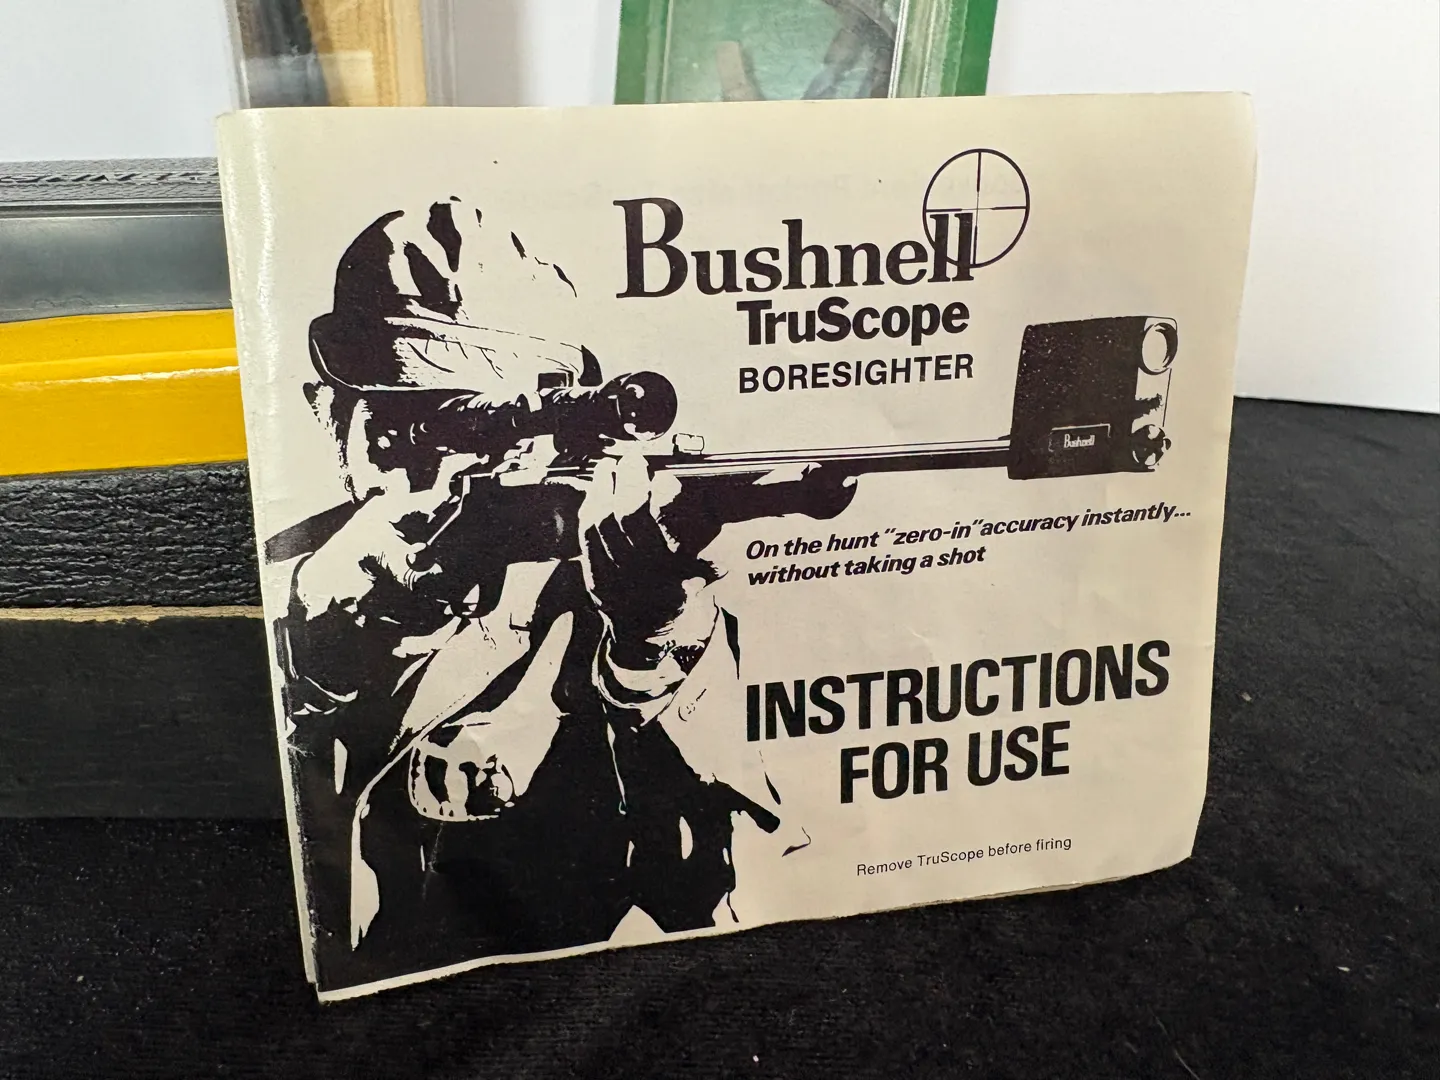 Bushnell
TruScope
BORESIGHTER
Bushnell
On the hunt "zero-in" accuracy instantly...
without taking a shot
INSTRUCTIONS
FOR USE
Remove TruScope before firing